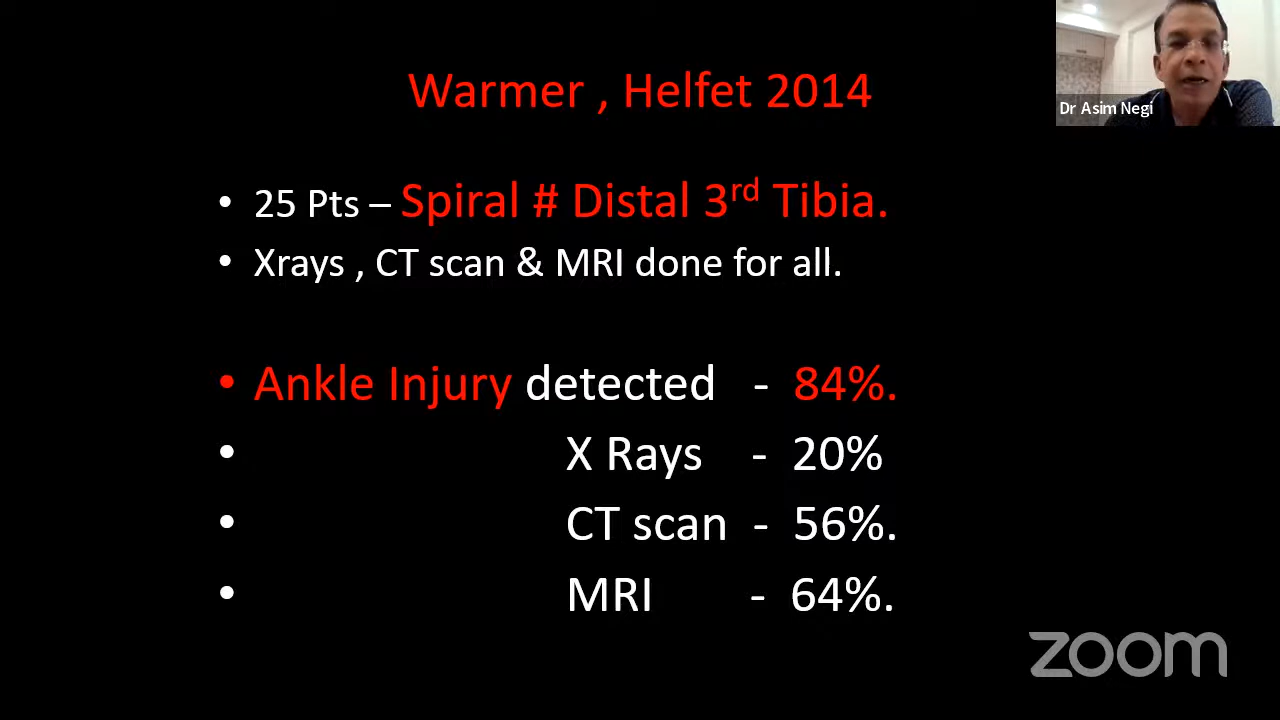 Warmer , Helfet 2014
Dr Asim Negi
• 25 Pts – Spiral # Distal 3rd Tibia.
• Xrays , CT scan & MRI done for all.
• Ankle Injury detected - 84%.
• X Rays - 20%
• CT scan - 56%.
• MRI - 64%.
zoom